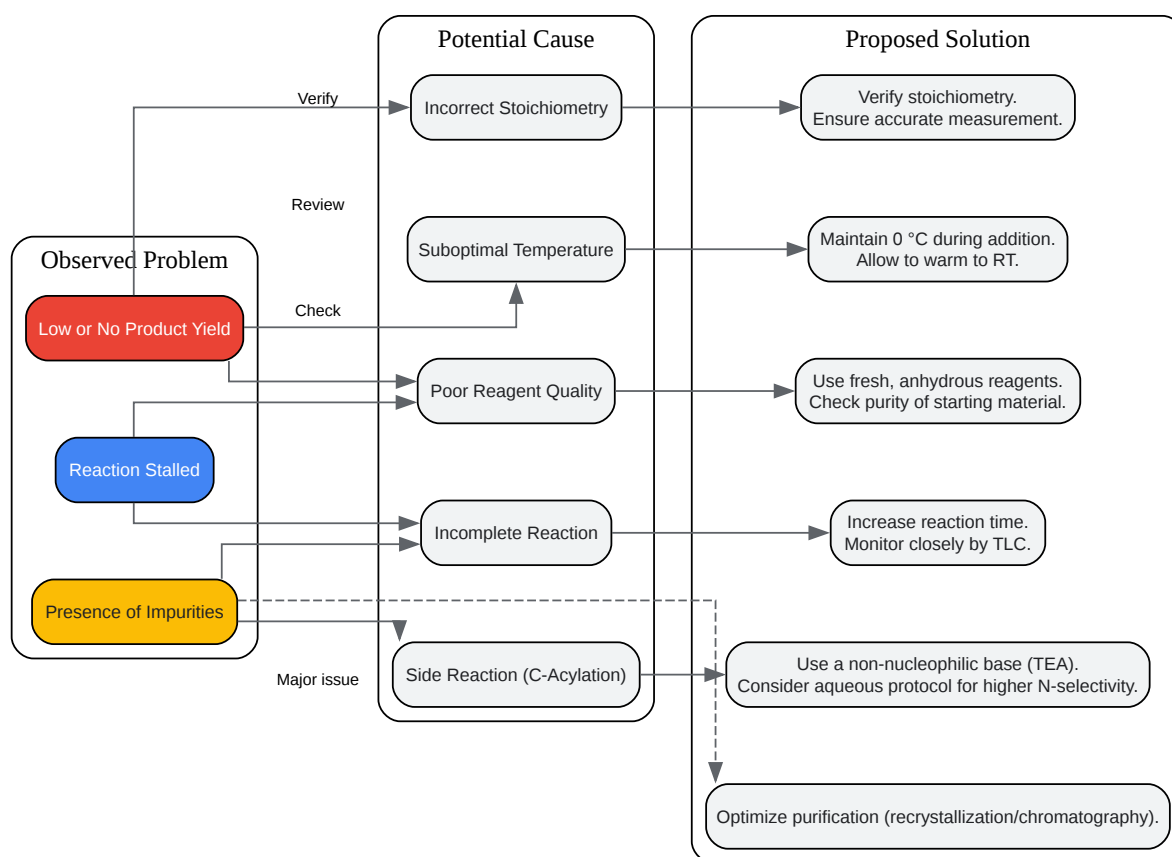 Potential Cause
Proposed Solution
Verify
Incorrect Stoichiometry
Verify stoichiometry.
Ensure accurate measurement.
Review
Observed Problem
Suboptimal Temperature
Maintain 0 °C during addition.
Allow to warm to RT.
Low or No Product Yield
Check
Poor Reagent Quality
Use fresh, anhydrous reagents.
Check purity of starting material.
Reaction Stalled
Incomplete Reaction
Increase reaction time.
Monitor closely by TLC.
Presence of Impurities
Major issue
Side Reaction (C-Acylation)
Use a non-nucleophilic base (TEA).
Consider aqueous protocol for higher N-selectivity.
Optimize purification (recrystallization/chromatography).